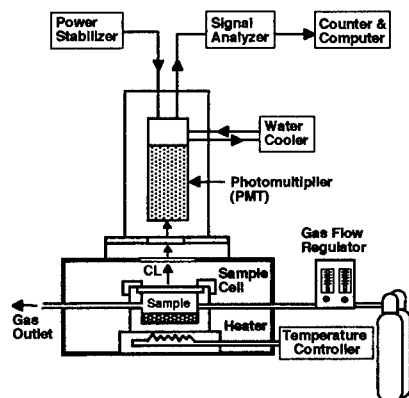 Power
Stabilizer
Signal
Analyzer
Counter &
Computer
Water
Cooler
Photomultiplier
(PMT)
Gas Flow
Regulator
CL
Sample
Cell
Sample
Gas
Outlet
Heater
Temperature
Controller